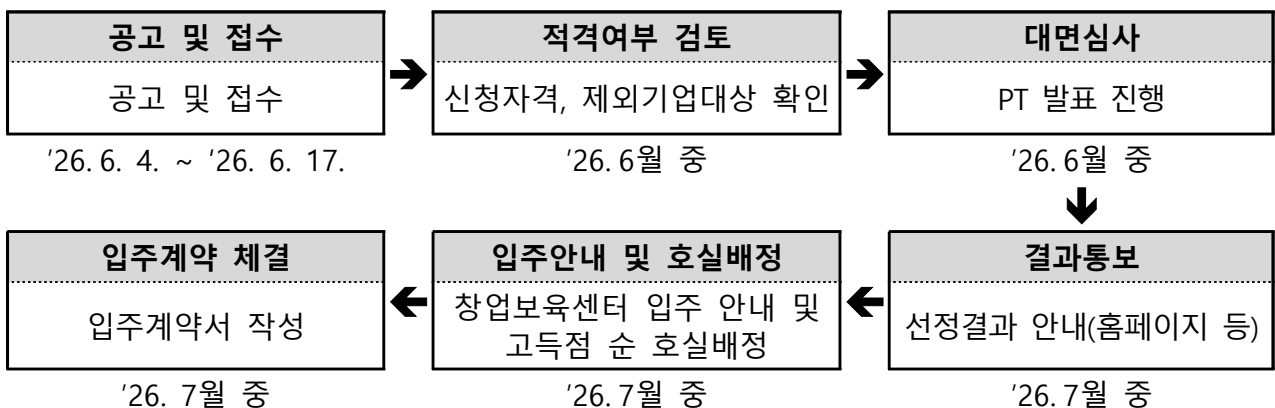 공고 및 접수
공고 및 접수
'26. 6. 4. ~ '26. 6. 17.
적격여부 검토
신청자격, 제외기업대상 확인
'26. 6월 중
대면심사
PT 발표 진행
'26. 6월 중
결과통보
선정결과 안내(홈페이지 등)
'26. 7월 중
입주안내 및 호실배정
창업보육센터 입주 안내 및
고득점 순 호실배정
'26. 7월 중
입주계약 체결
입주계약서 작성
'26. 7월 중